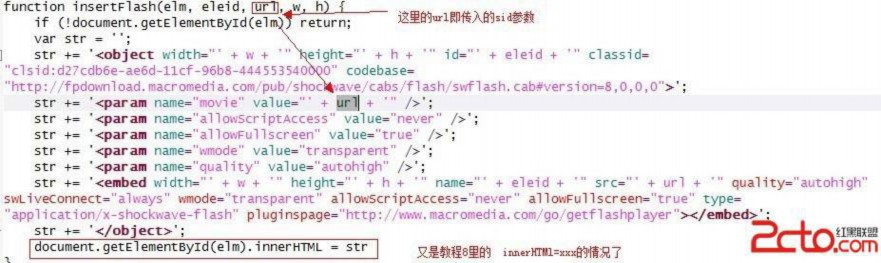 function insertFlash(elm, eleid, url, w, h) {
这里的url即传入的sid参数
if (!document.getElementById(elm)) return;
var str = '';
str += '<object width="' + w + '" height="' + h + '" id="' + eleid + '" classid=
"clsid:d27cdb6e-ae6d-11cf-96b8-444553540000" codebase=
"http://fpdownload.macromedia.com/pub/shockwave/cabs/flash/swflash.cab#version=8,0,0,0">';
str += '<param name="movie" value="' + url + '" />';
str += '<param name="allowScriptAccess" value="never" />';
str += '<param name="allowFullscreen" value="true" />';
str += '<param name="wmode" value="transparent" />';
str += '<param name="quality" value="autohigh" />';
str += '<embed width="' + w + '" height="' + h + '" name="' + eleid + '" src="' + url + '" quality="autohigh"
swLiveConnect="always" wmode="transparent" allowScriptAccess="never" allowFullscreen="true" type=
"application/x-shockwave-flash" pluginspage="http://www.macromedia.com/go/getflashplayer"></embed>';
str += '</object>';
document.getElementById(elm).innerHTML = str
又是教程8里的 innerHTMl=xxx的情况了
}
2cto.com
红黑联盟